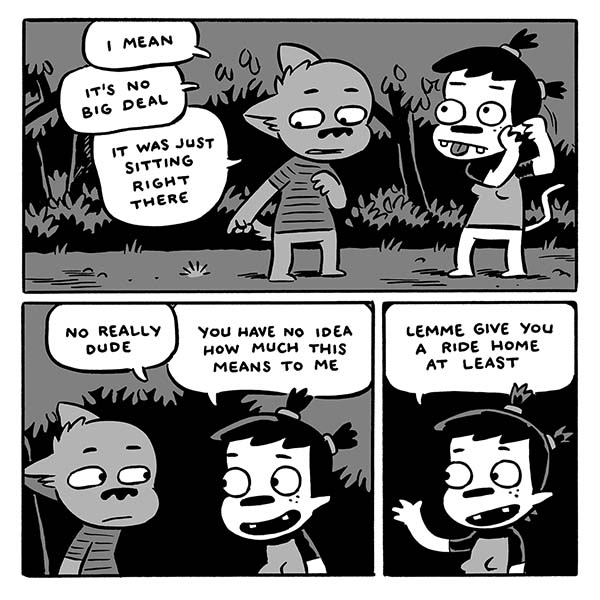 I MEAN
IT'S NO
BIG DEAL
IT WAS JUST
SITTING
RIGHT
THERE
NO REALLY
DUDE
YOU HAVE NO IDEA
HOW MUCH THIS
MEANS TO ME
LEMME GIVE YOU
A RIDE HOME
AT LEAST